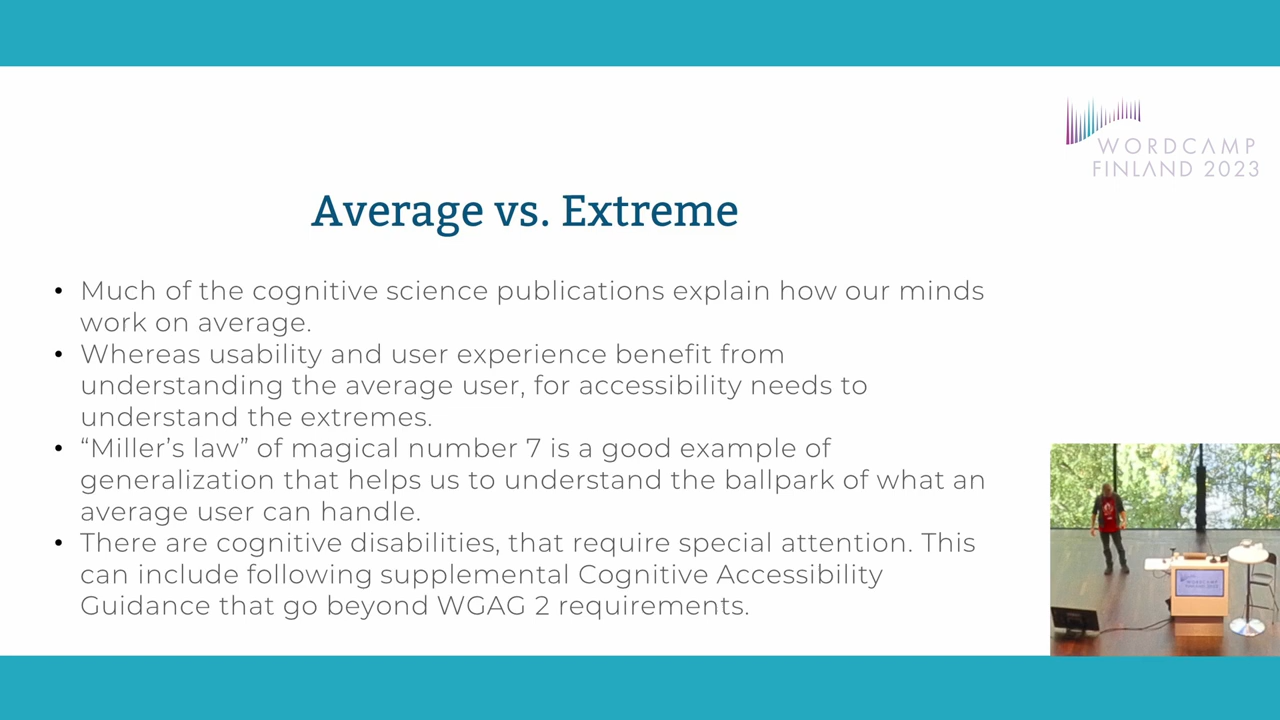 WORDCAMP
FINLAND 2023
Average vs. Extreme
• Much of the cognitive science publications explain how our minds
work on average.
• Whereas usability and user experience benefit from
understanding the average user, for accessibility needs to
understand the extremes.
• “Miller’s law” of magical number 7 is a good example of
generalization that helps us to understand the ballpark of what an
average user can handle.
• There are cognitive disabilities, that require special attention. This
can include following supplemental Cognitive Accessibility
Guidance that go beyond WGAG 2 requirements.
WORDCAMP
FINLAND 2023